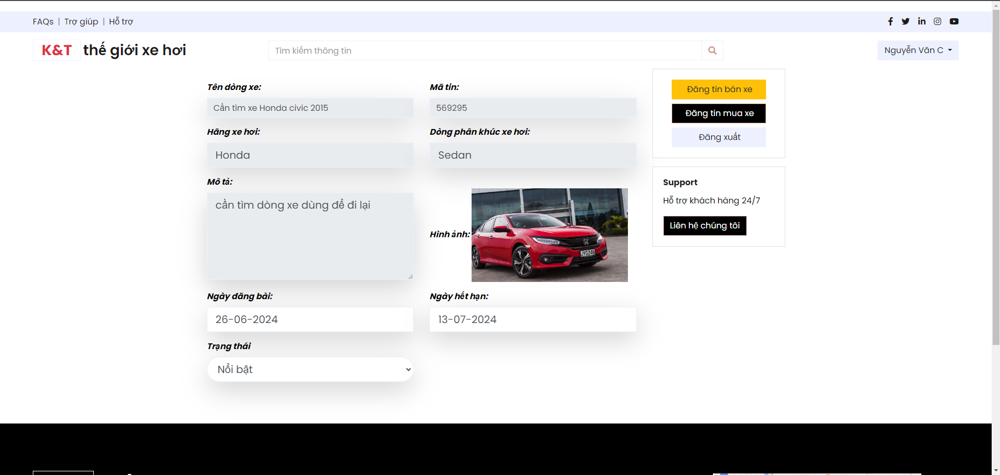 FAQs | Trợ giúp | Hỗ trợ
K&T thế giới xe hơi
Tìm kiếm thông tin
Nguyễn Văn C
Tên dòng xe:
Cần tìm xe Honda civic 2015
Mã tin:
569295
Hãng xe hơi:
Honda
Dòng phân khúc xe hơi:
Sedan
Mô tả:
cần tìm dòng xe dùng để đi lại
Hình ảnh:
JYG246
Ngày đăng bài:
26-06-2024
Ngày hết hạn:
13-07-2024
Trạng thái
Nổi bật
Đăng tin bán xe
Đăng tin mua xe
Đăng xuất
Support
Hỗ trợ khách hàng 24/7
Liên hệ chúng tôi